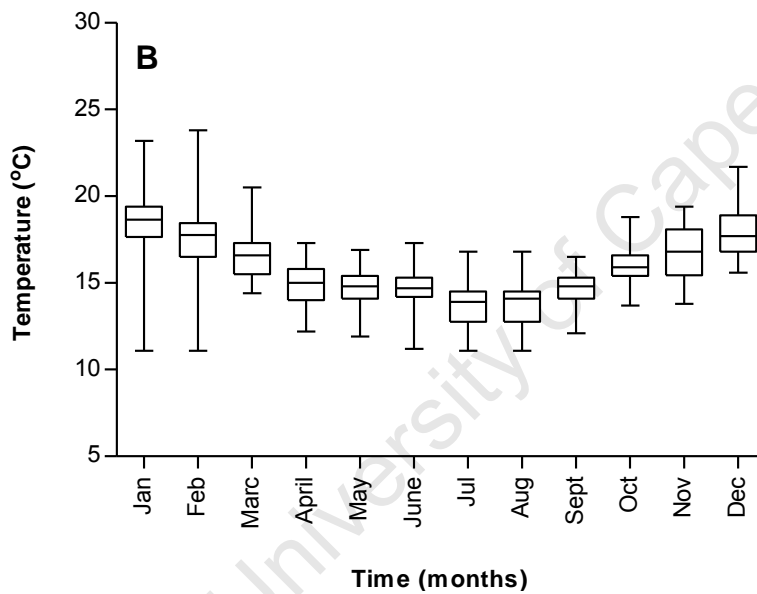 B
30
25
20
15
10
5
Temperature (°C)
Jan
Feb
Marc
April
May
June
Jul
Aug
Sept
Oct
Nov
Dec
Time (months)
University of Cape